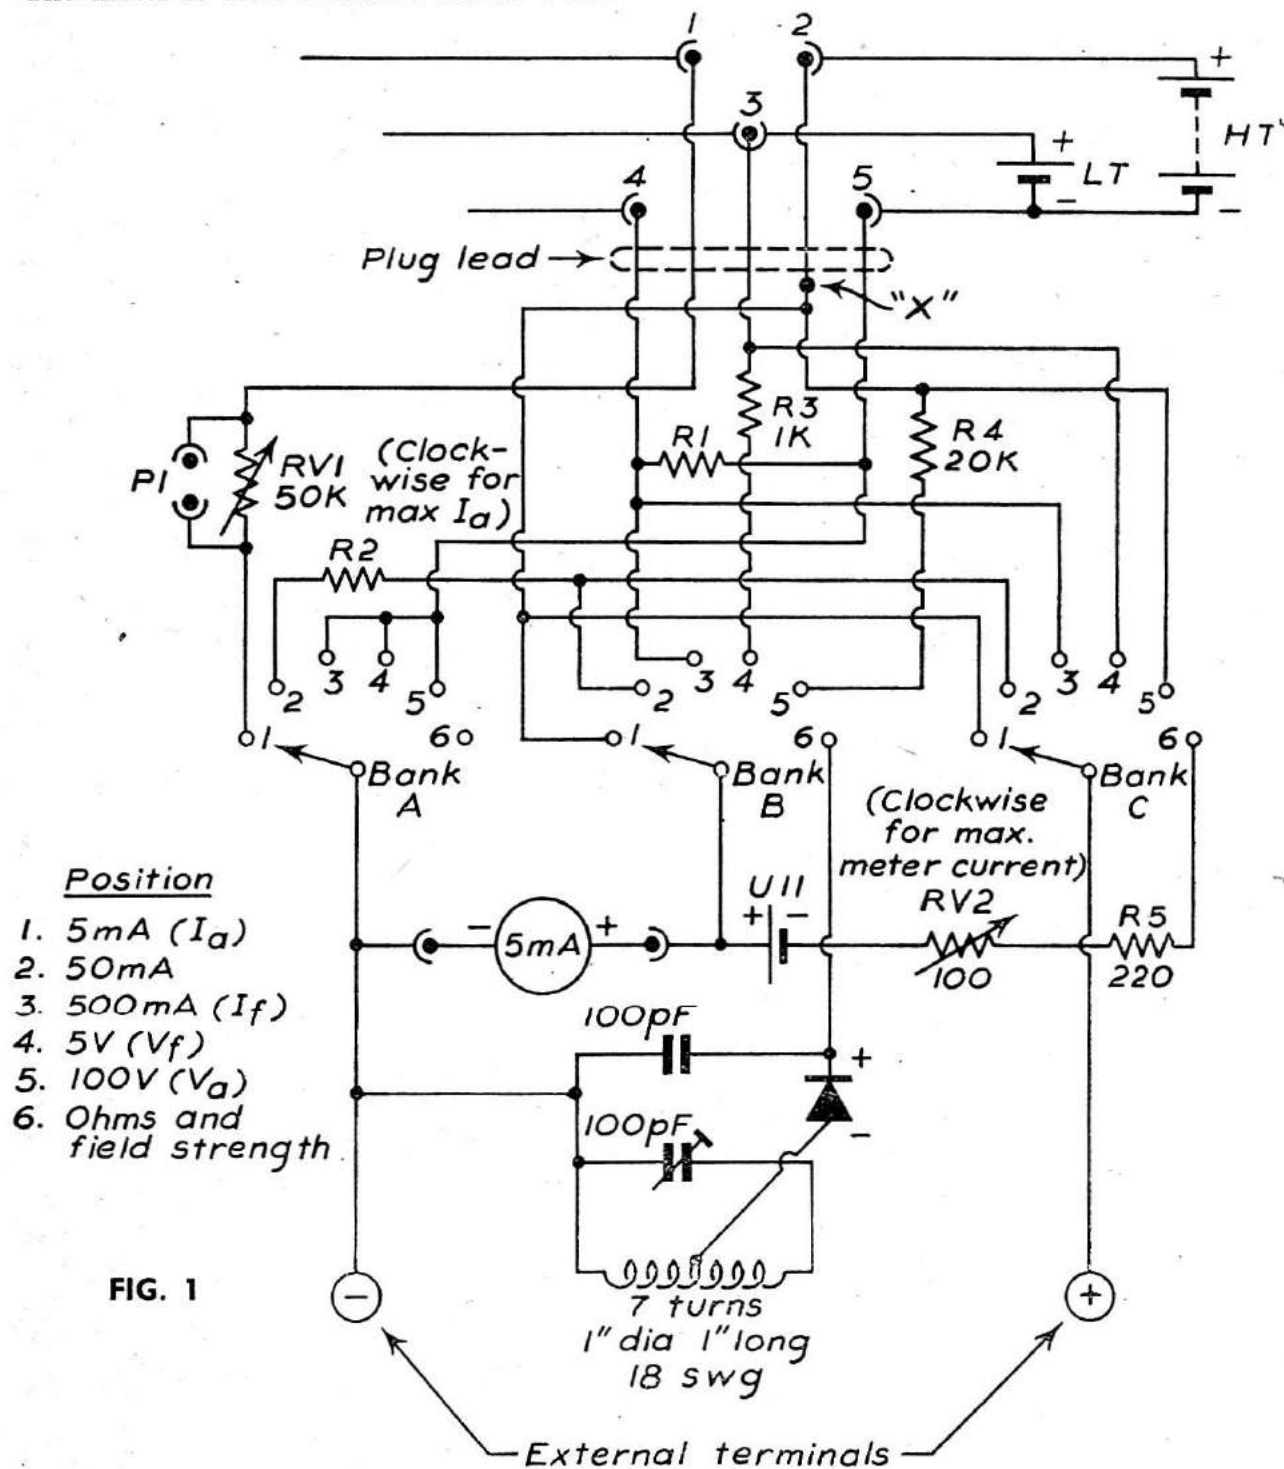 1
2
3
+
HT
4
5
+
LT
-
-
Plug lead
"X"
R3
1K
R1
R4
20K
P1
RV1
50K
(Clock-
wise for
max Ia)
R2
3
4
2
5
1
6
Bank
A
3
4
2
5
1
6
Bank
B
3
4
2
5
1
6
Bank
C
(Clockwise
for max.
meter current)
Position
1. 5mA (Ia)
2. 50mA
3. 500mA (If)
4. 5V (Vf)
5. 100V (Va)
6. Ohms and
field strength
-
5mA
+
U11
+
-
RV2
100
R5
220
100pF
+
100pF
-
7 turns
1" dia 1" long
18 swg
FIG. 1
-
+
External terminals